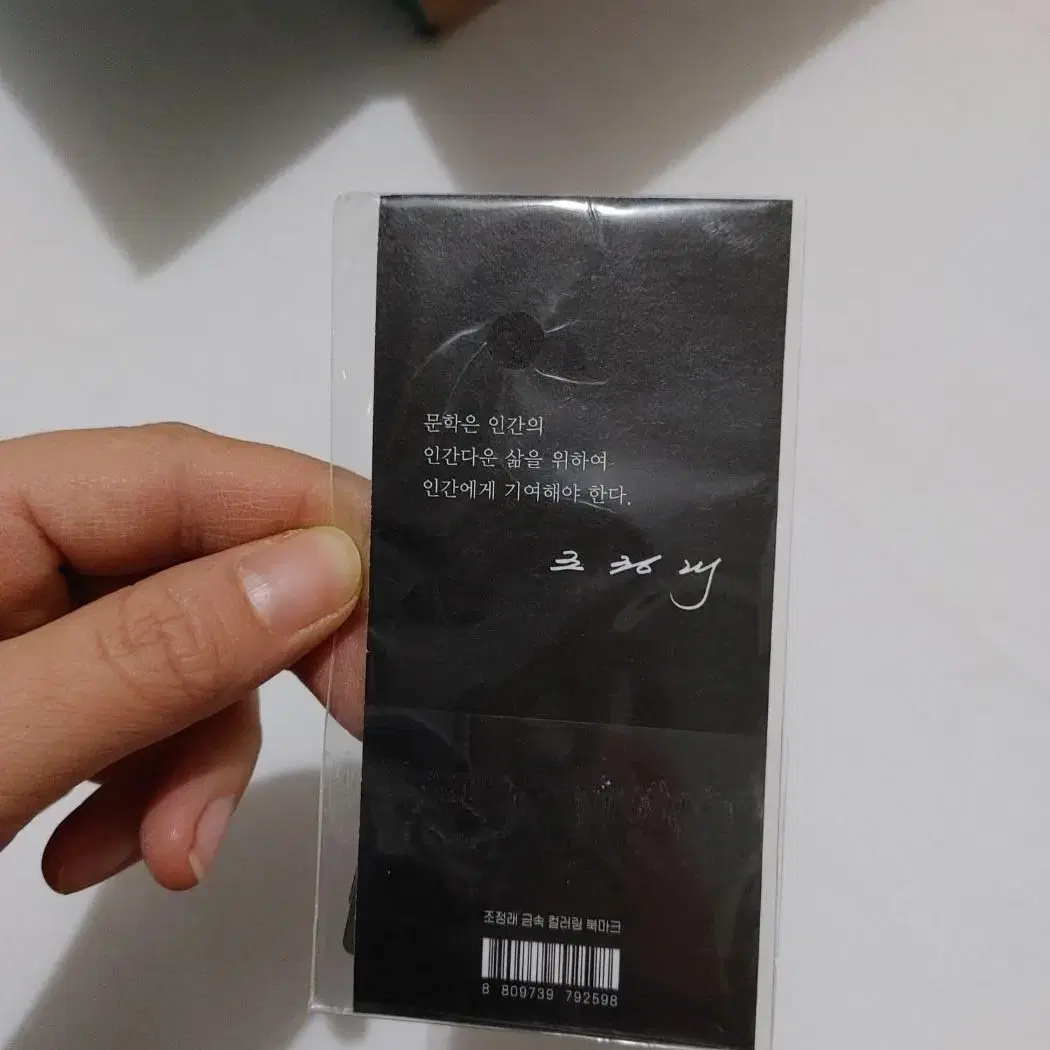 문학은 인간의
인간다운 삶을 위하여
인간에게 기여해야 한다.
조정래
조정래 금속 컬러림 북마크
8 809739 792598